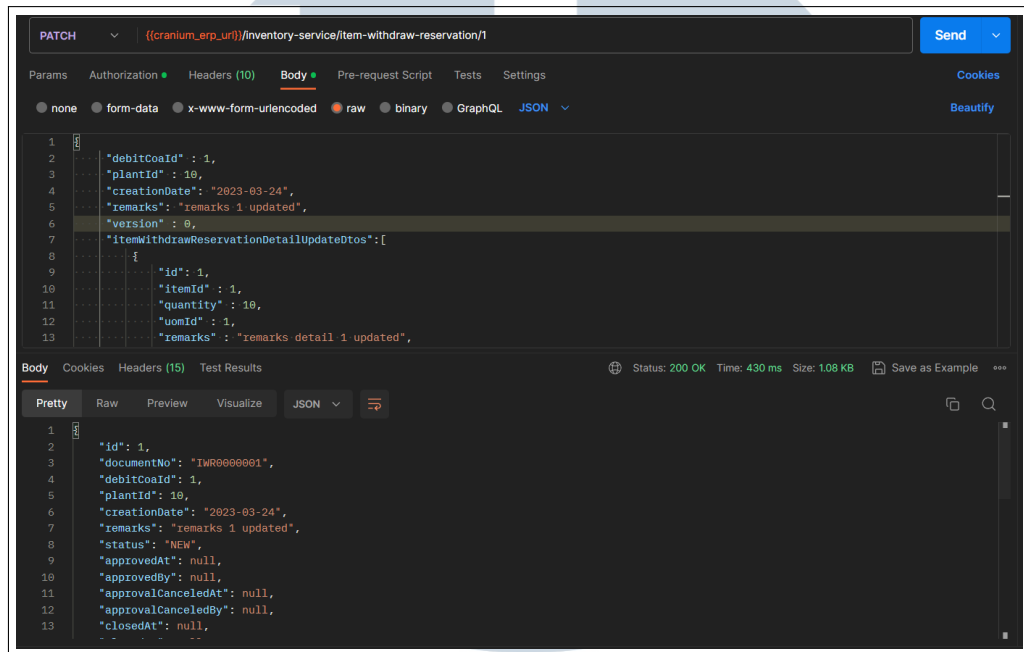 PATCH {{cranium_erp_url}}/inventory-service/item-withdraw-reservation/1 Send
Params Authorization Headers (10) Body Pre-request Script Tests Settings Cookies
none form-data x-www-form-urlencoded raw binary GraphQL JSON Beautify
1 {
2 "debitCoaId" : 1,
3 "plantId" : 10,
4 "creationDate": "2023-03-24",
5 "remarks": "remarks 1 updated",
6 "version" : 0,
7 "itemWithdrawReservationDetailUpdateDtos":[
8 {
9 "id": 1,
10 "itemId" : 1,
11 "quantity" : 10,
12 "uomId" : 1,
13 "remarks" : "remarks detail 1 updated",
Body Cookies Headers (15) Test Results Status: 200 OK Time: 430 ms Size: 1.08 KB Save as Example
Pretty Raw Preview Visualize JSON
1 {
2 "id": 1,
3 "documentNo": "IWR0000001",
4 "debitCoaId": 1,
5 "plantId": 10,
6 "creationDate": "2023-03-24",
7 "remarks": "remarks 1 updated",
8 "status": "NEW",
9 "approvedAt": null,
10 "approvedBy": null,
11 "approvalCanceledAt": null,
12 "approvalCanceledBy": null,
13 "closedAt": null,